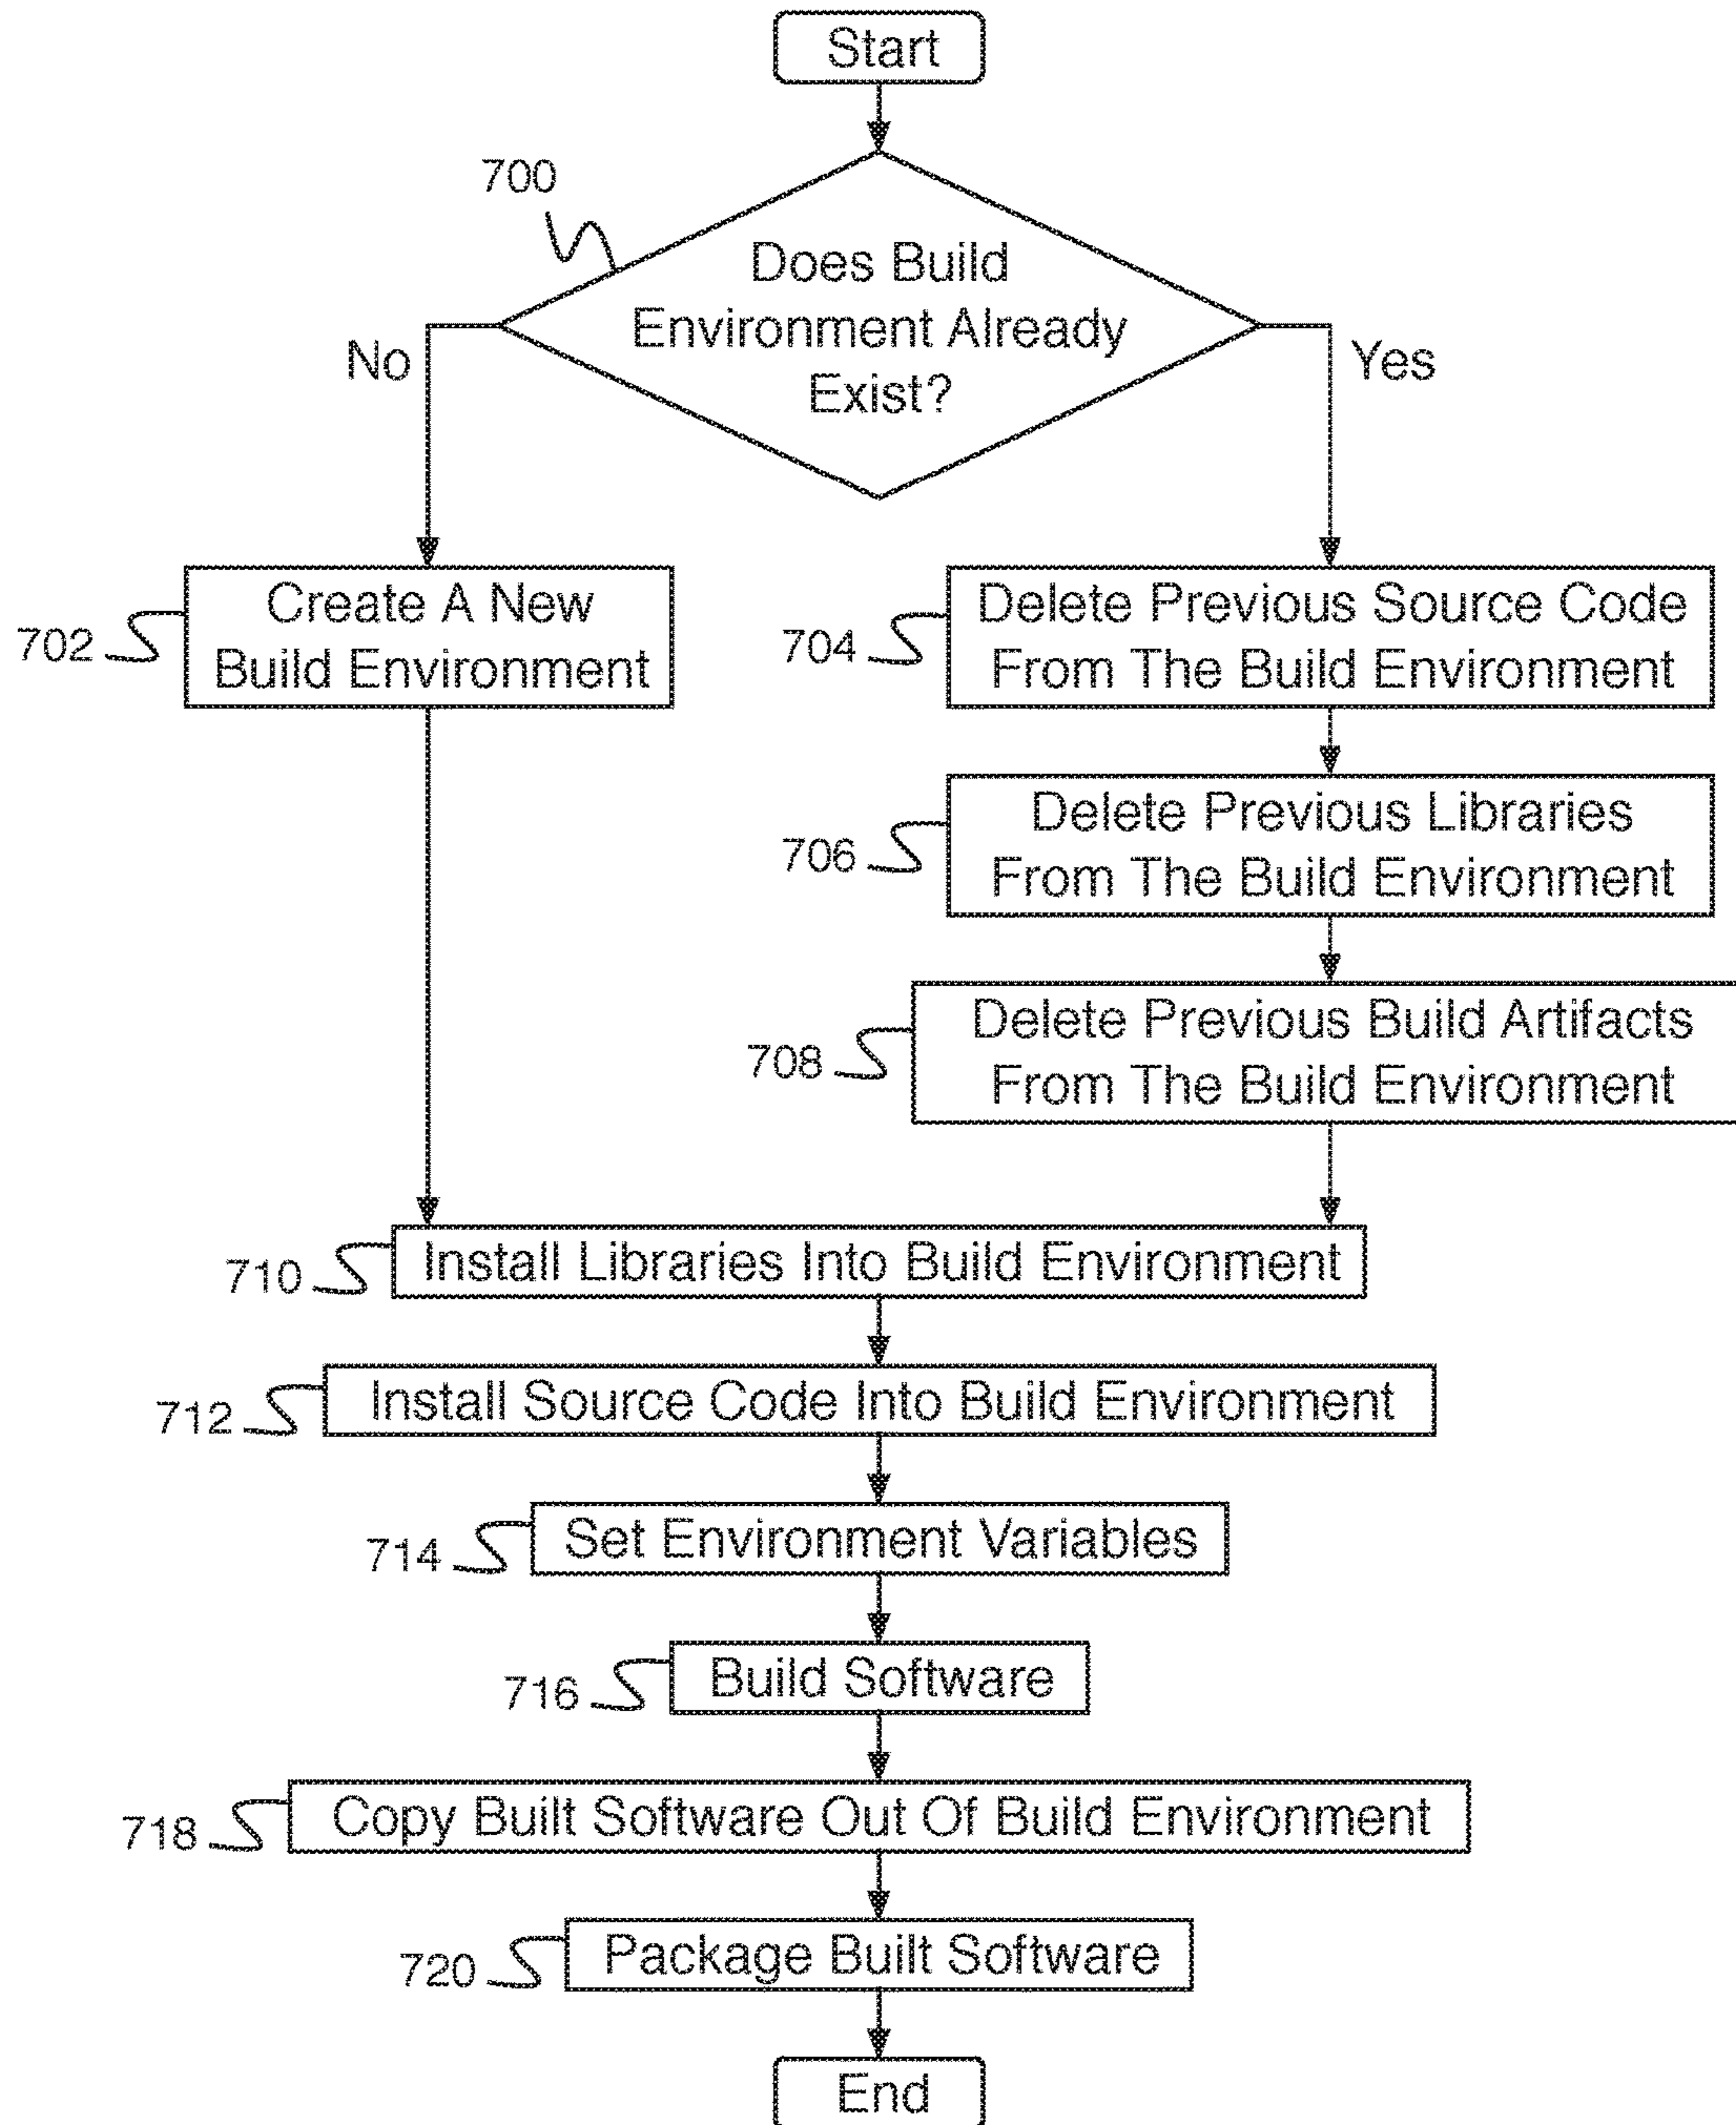 Start
700
Does Build
Environment Already
Exist?
No
Yes
702
Create A New
Build Environment
704
Delete Previous Source Code
From The Build Environment
706
Delete Previous Libraries
From The Build Environment
708
Delete Previous Build Artifacts
From The Build Environment
710
Install Libraries Into Build Environment
712
Install Source Code Into Build Environment
714
Set Environment Variables
716
Build Software
718
Copy Built Software Out Of Build Environment
720
Package Built Software
End